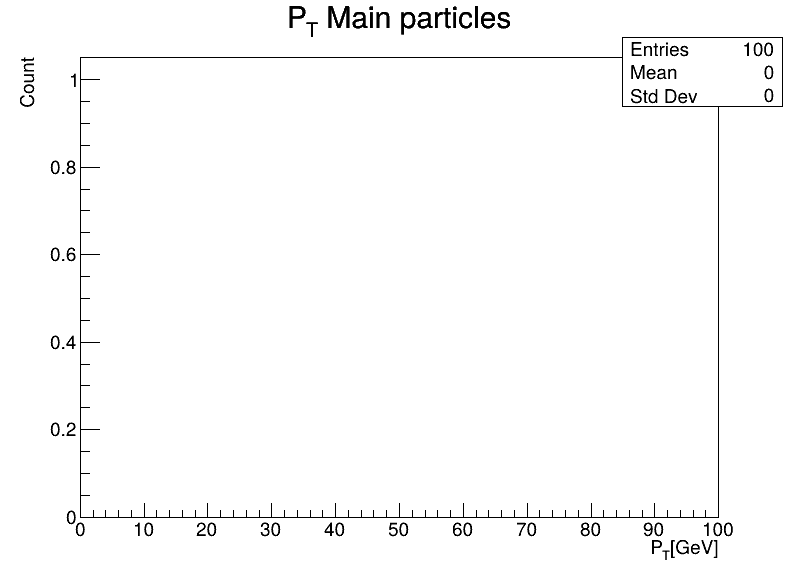 P_T Main particles
Entries 100
Mean 0
Std Dev 0
Count
1
0.8
0.6
0.4
0.2
0
0 10 20 30 40 50 60 70 80 90 100
P_T[GeV]